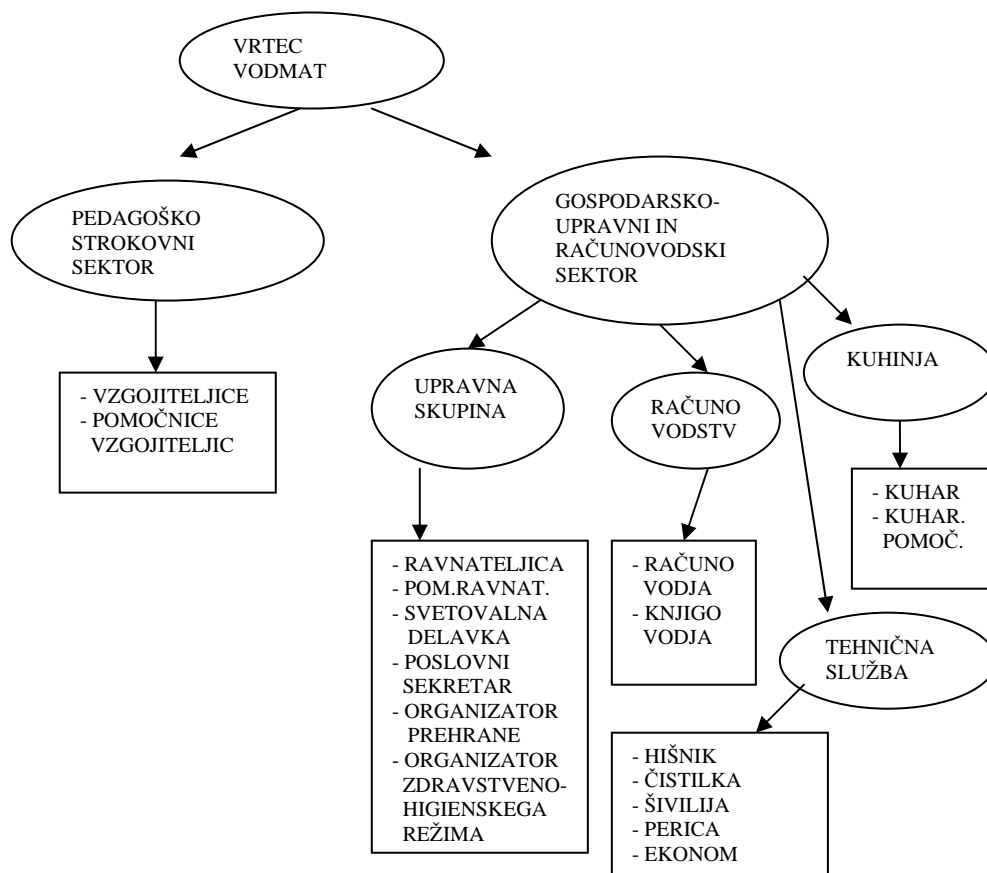 VRTEC
VODMAT
PEDAGOŠKO
STROKOVNI
SEKTOR
GOSPODARSKO-
UPRAVNI IN
RAČUNOVODSKI
SEKTOR
- VZGOJITELJICE
- POMOČNICE
VZGOJITELJIC
UPRAVNA
SKUPINA
RAČUNO
VODSTV
KUHINJA
- KUHAR
- KUHAR.
POMOČ.
- RAVNATELJICA
- POM.RAVNAT.
- SVETOVALNA
DELAVKA
- POSLOVNI
SEKRETAR
- ORGANIZATOR
PREHRANE
- ORGANIZATOR
ZDRAVSTVENO-
HIGIENSKEGA
REŽIMA
- RAČUNO
VODJA
- KNJIGO
VODJA
TEHNIČNA
SLUŽBA
- HIŠNIK
- ČISTILKA
- ŠIVILIJA
- PERICA
- EKONOM